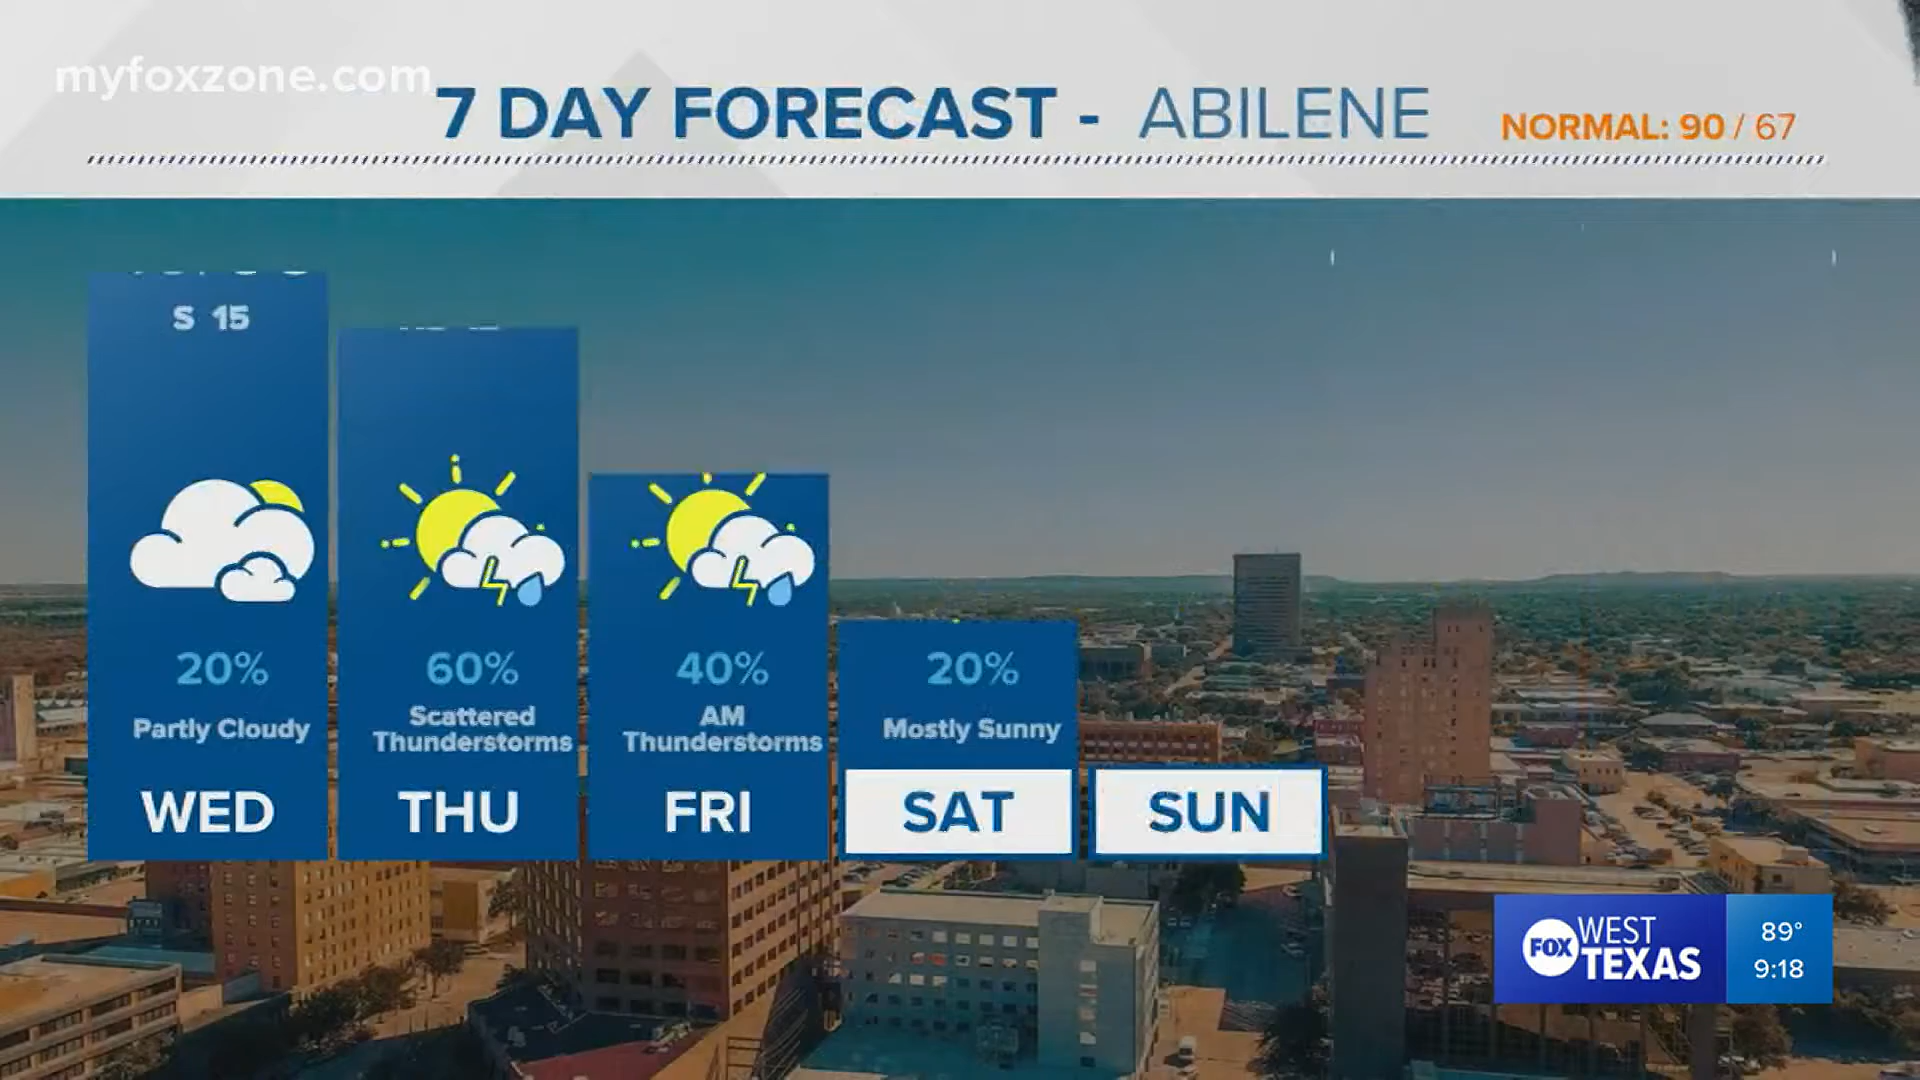 myfoxzone.com
7 DAY FORECAST - ABILENE
NORMAL: 90 / 67
S 15
20%
Partly Cloudy
WED
60%
Scattered
Thunderstorms
THU
40%
AM
Thunderstorms
FRI
20%
Mostly Sunny
SAT
SUN
FOX
WEST
TEXAS
89°
9:18